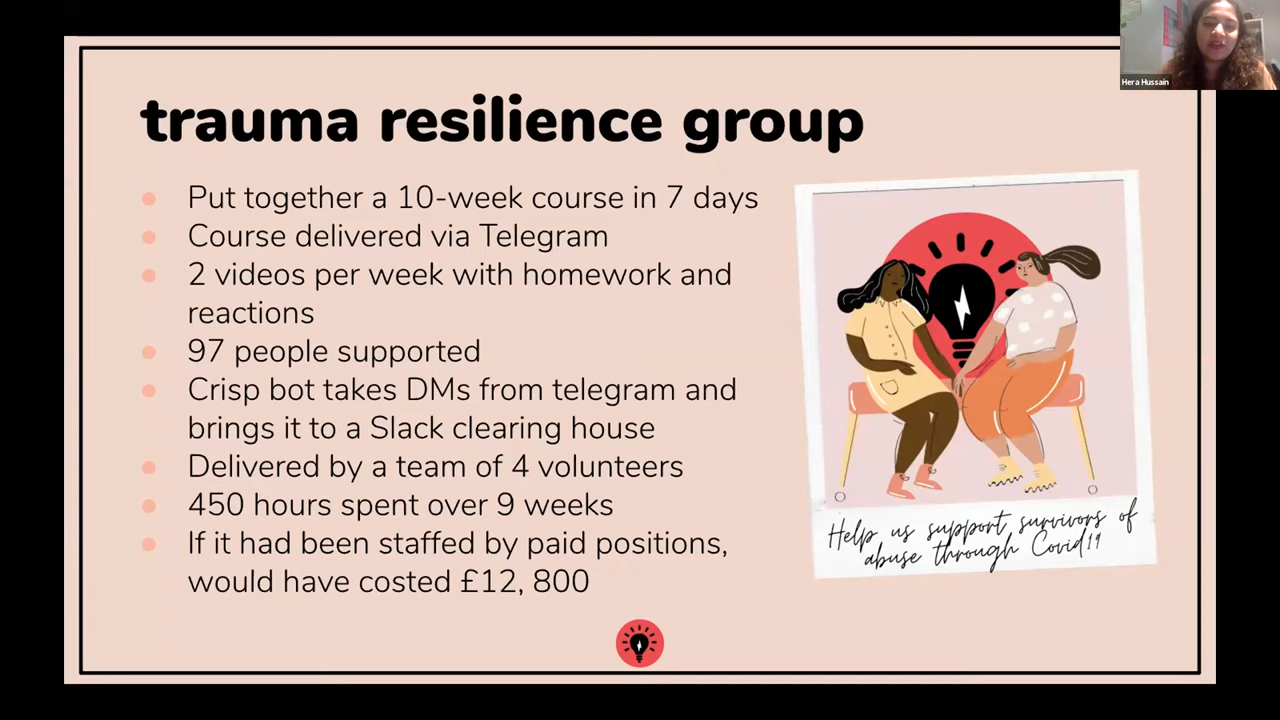 Hera Hussain
trauma resilience group
Put together a 10-week course in 7 days
Course delivered via Telegram
2 videos per week with homework and
reactions
97 people supported
Crisp bot takes DMs from telegram and
brings it to a Slack clearing house
Delivered by a team of 4 volunteers
450 hours spent over 9 weeks
If it had been staffed by paid positions,
would have costed £12, 800
Help us support survivors of
abuse through Covid19